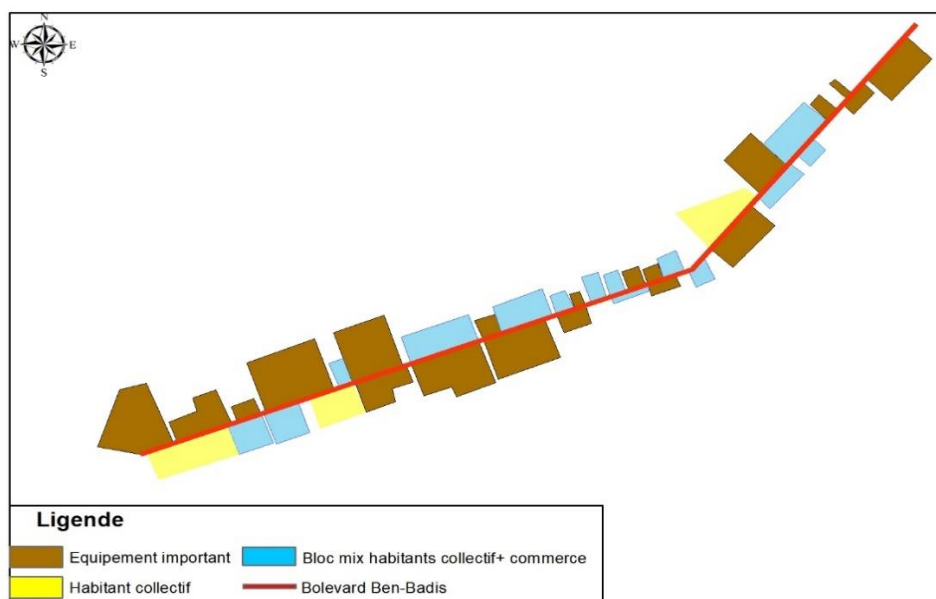 N
W E
S
Ligende
Equipement important
Bloc mix habitants collectif+ commerce
Habitant collectif
Bolevard Ben-Badis